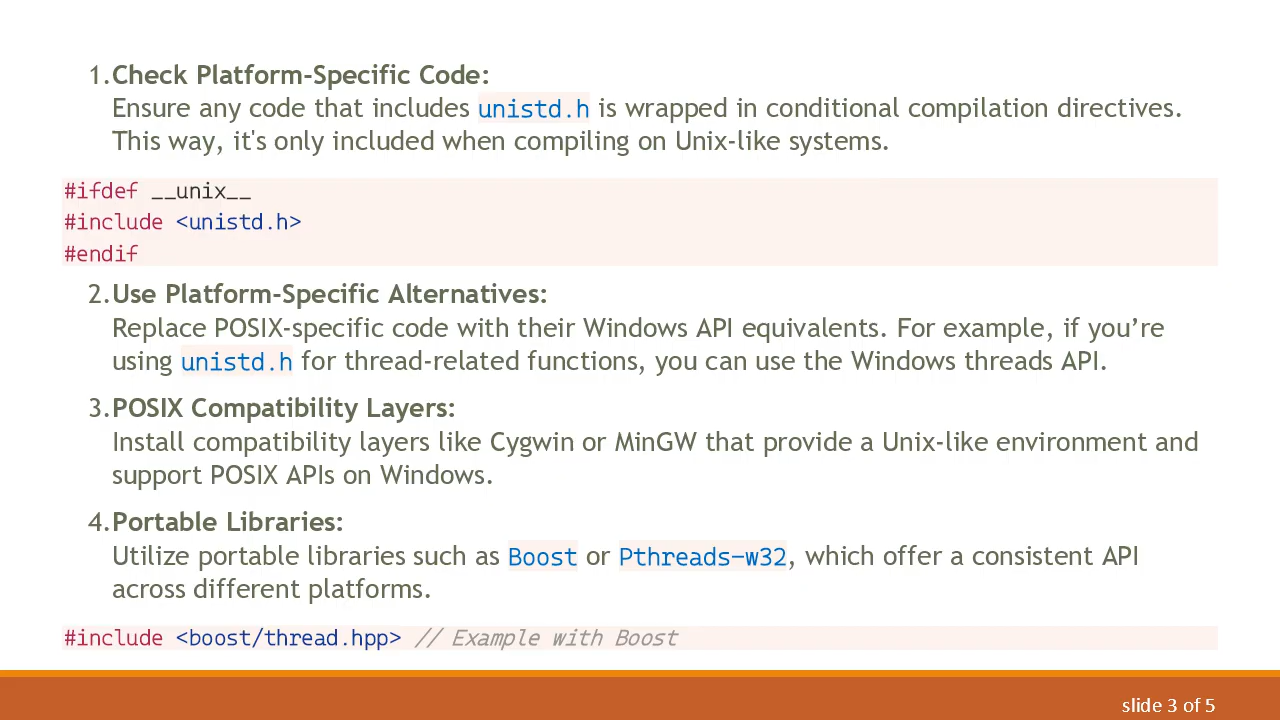 1.Check Platform-Specific Code:
Ensure any code that includes unistd.h is wrapped in conditional compilation directives.
This way, it's only included when compiling on Unix-like systems.
#ifdef __unix__
#include <unistd.h>
#endif
2.Use Platform-Specific Alternatives:
Replace POSIX-specific code with their Windows API equivalents. For example, if you’re
using unistd.h for thread-related functions, you can use the Windows threads API.
3.POSIX Compatibility Layers:
Install compatibility layers like Cygwin or MinGW that provide a Unix-like environment and
support POSIX APIs on Windows.
4.Portable Libraries:
Utilize portable libraries such as Boost or Pthreads-w32, which offer a consistent API
across different platforms.
#include <boost/thread.hpp> // Example with Boost
slide 3 of 5